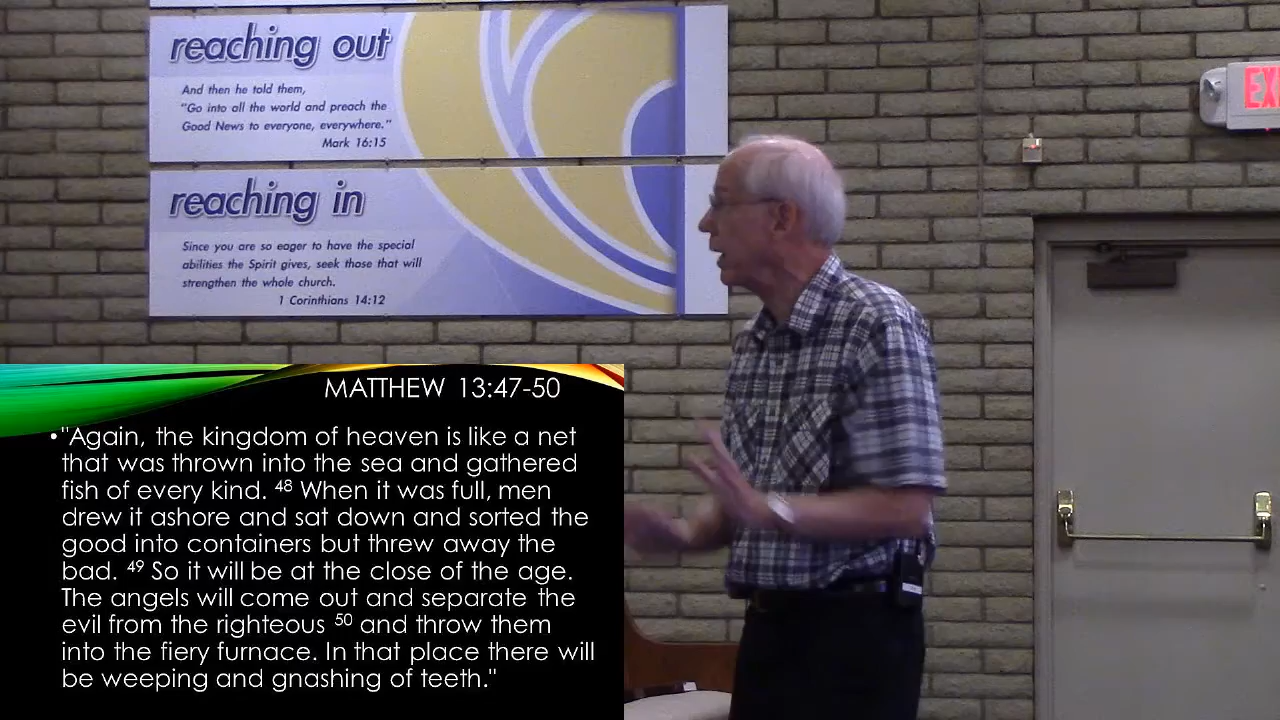 reaching out
And then he told them,
"Go into all the world and preach the
Good News to everyone, everywhere."
Mark 16:15
reaching in
Since you are so eager to have the special
abilities the Spirit gives, seek those that will
strengthen the whole church.
1 Corinthians 14:12
MATTHEW 13:47-50
•"Again, the kingdom of heaven is like a net
that was thrown into the sea and gathered
fish of every kind. 48 When it was full, men
drew it ashore and sat down and sorted the
good into containers but threw away the
bad. 49 So it will be at the close of the age.
The angels will come out and separate the
evil from the righteous 50 and throw them
into the fiery furnace. In that place there will
be weeping and gnashing of teeth."